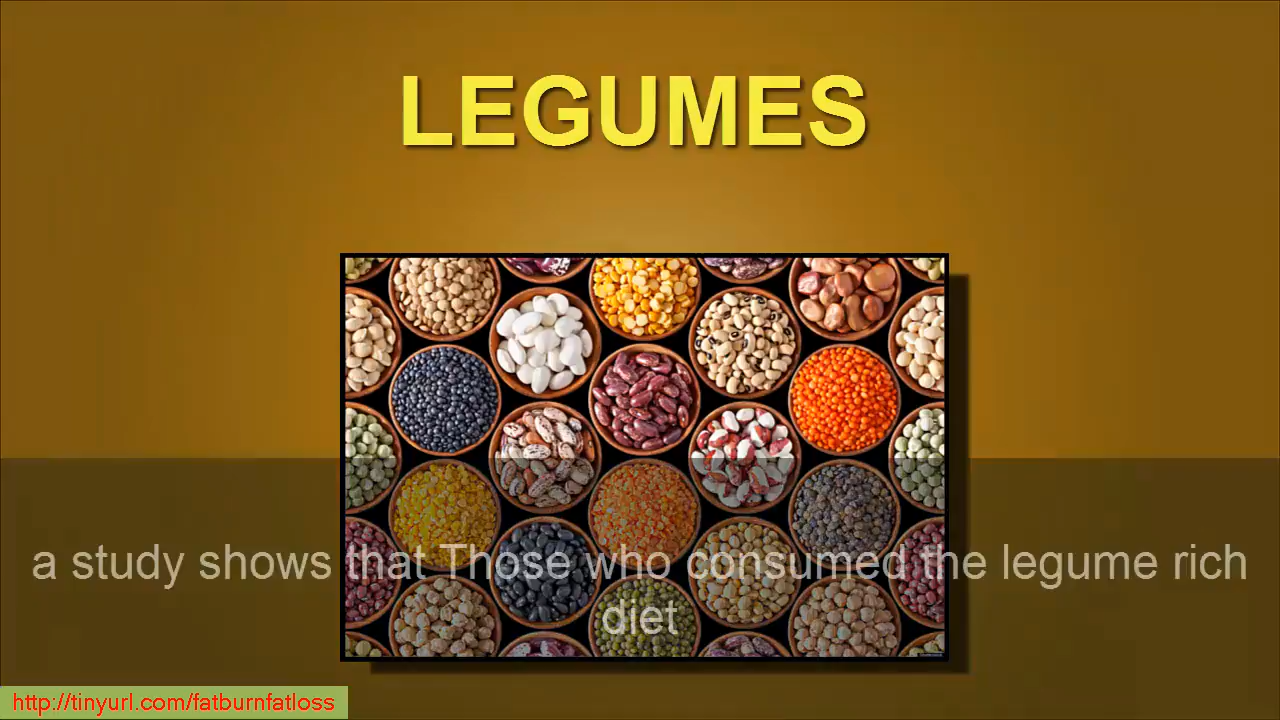 LEGUMES
a study shows that Those who consumed the legume rich
diet
http://tinyurl.com/fatburnfatloss